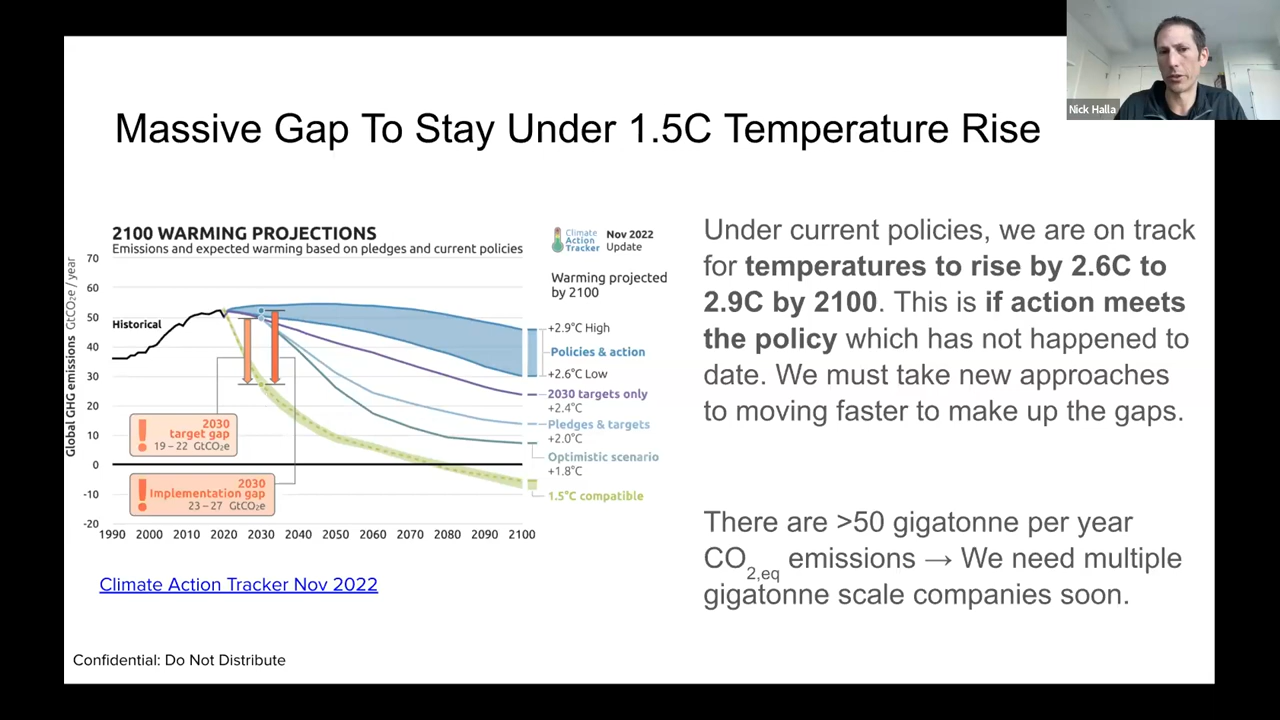 Nick Halla
Massive Gap To Stay Under 1.5C Temperature Rise
2100 WARMING PROJECTIONS
Emissions and expected warming based on pledges and current policies
Climate
Action
Tracker
Nov 2022
Update
Warming projected
by 2100
Global GHG emissions GtCO₂e / year
70
60
50
40
30
20
10
0
-10
-20
Historical
+2.9°C High
Policies & action
+2.6°C Low
2030 targets only
+2.4°C
Pledges & targets
+2.0°C
Optimistic scenario
+1.8°C
1.5°C compatible
2030
target gap
19 – 22 GtCO₂e
2030
Implementation gap
23 – 27 GtCO₂e
1990 2000 2010 2020 2030 2040 2050 2060 2070 2080 2090 2100
Climate Action Tracker Nov 2022
Under current policies, we are on track
for temperatures to rise by 2.6C to
2.9C by 2100. This is if action meets
the policy which has not happened to
date. We must take new approaches
to moving faster to make up the gaps.
There are >50 gigatonne per year
CO2,eq emissions → We need multiple
gigatonne scale companies soon.
Confidential: Do Not Distribute